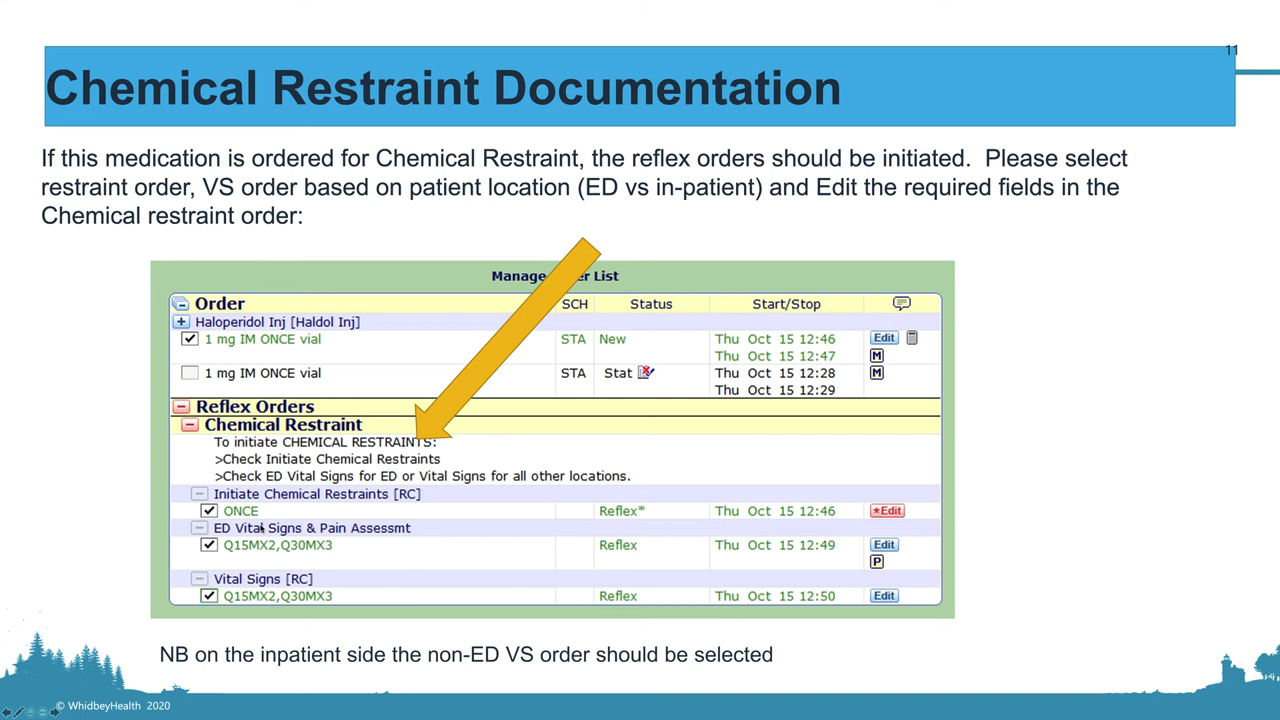 11
Chemical Restraint Documentation
If this medication is ordered for Chemical Restraint, the reflex orders should be initiated. Please select
restraint order, VS order based on patient location (ED vs in-patient) and Edit the required fields in the
Chemical restraint order:
Manage List
Order SCH Status Start/Stop
Haloperidol Inj [Haldol Inj]
1 mg IM ONCE vial STA New Thu Oct 15 12:46 Edit
Thu Oct 15 12:47 M
1 mg IM ONCE vial STA Stat Thu Oct 15 12:28 M
Thu Oct 15 12:29
Reflex Orders
Chemical Restraint
To initiate CHEMICAL RESTRAINTS:
>Check Initiate Chemical Restraints
>Check ED Vital Signs for ED or Vital Signs for all other locations.
Initiate Chemical Restraints [RC]
ONCE Reflex* Thu Oct 15 12:46 *Edit
ED Vital Signs & Pain Assessmt
Q15MX2,Q30MX3 Reflex Thu Oct 15 12:49 Edit
P
Vital Signs [RC]
Q15MX2,Q30MX3 Reflex Thu Oct 15 12:50 Edit
NB on the inpatient side the non-ED VS order should be selected
© WhidbeyHealth 2020